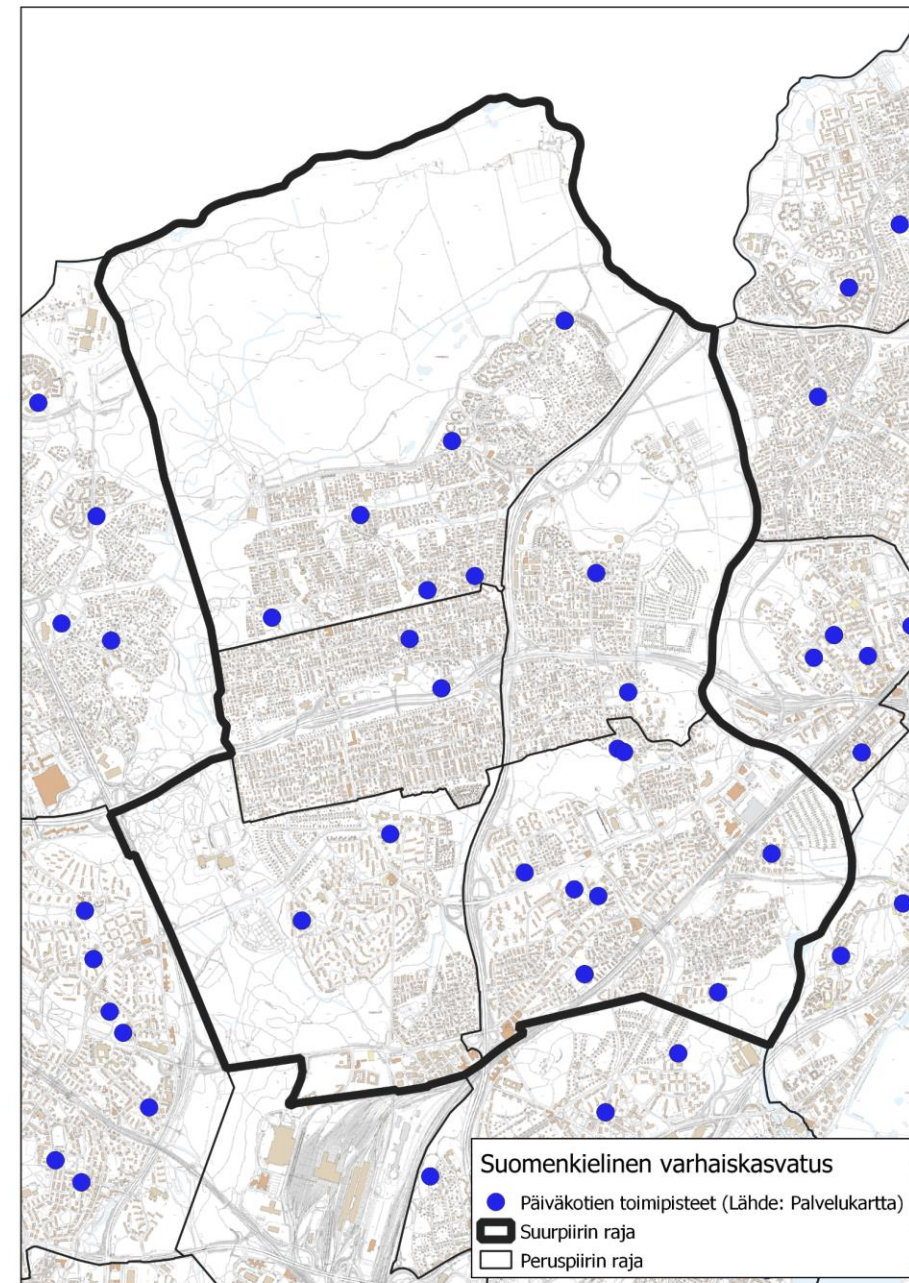 Suomenkielinen varhaiskasvatus
Päiväkotien toimipisteet (Lähde: Palvelukartta)
Suurpiirin raja
Peruspiirin raja